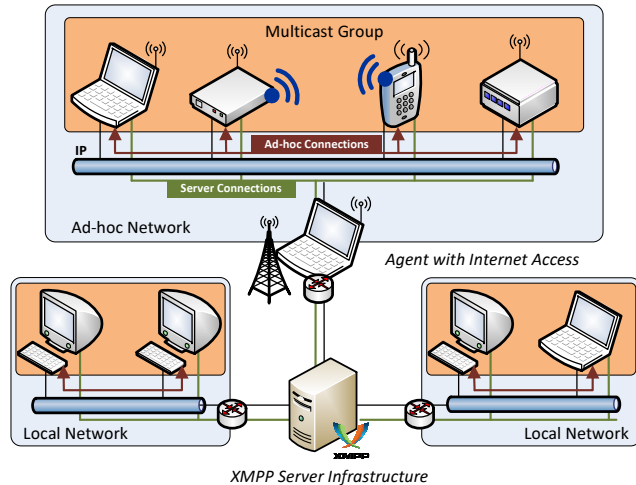 Multicast Group
IP
Ad-hoc Connections
Server Connections
Ad-hoc Network
Agent with Internet Access
Local Network
Local Network
XMPP
XMPP Server Infrastructure